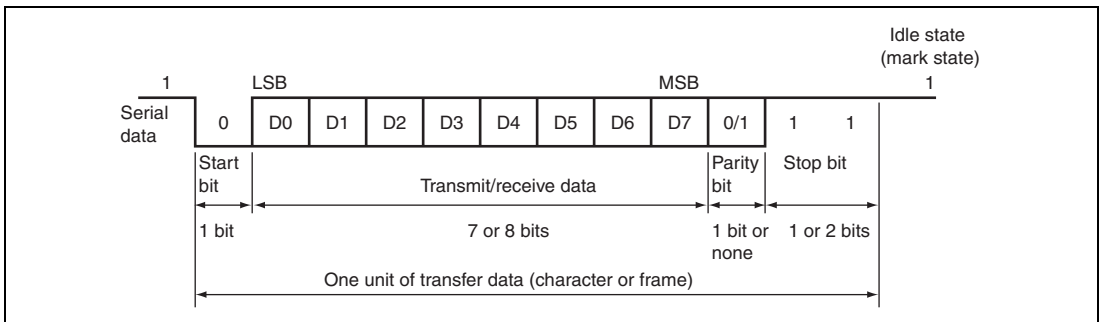 Idle state
(mark state)
1 LSB MSB 1
Serial
data
0 D0 D1 D2 D3 D4 D5 D6 D7 0/1 1 1
Start
bit
Transmit/receive data
Parity
bit
Stop bit
1 bit
7 or 8 bits
1 bit or
none
1 or 2 bits
One unit of transfer data (character or frame)